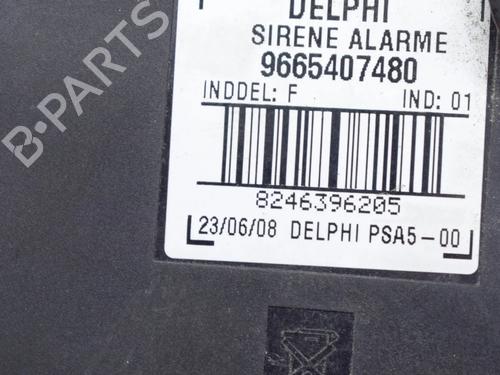 DELPHI
SIRENE ALARME
9665407480
INDDEL: F IND: 01
8246396205
23/06/08 DELPHI PSA5-00
B-PARTS